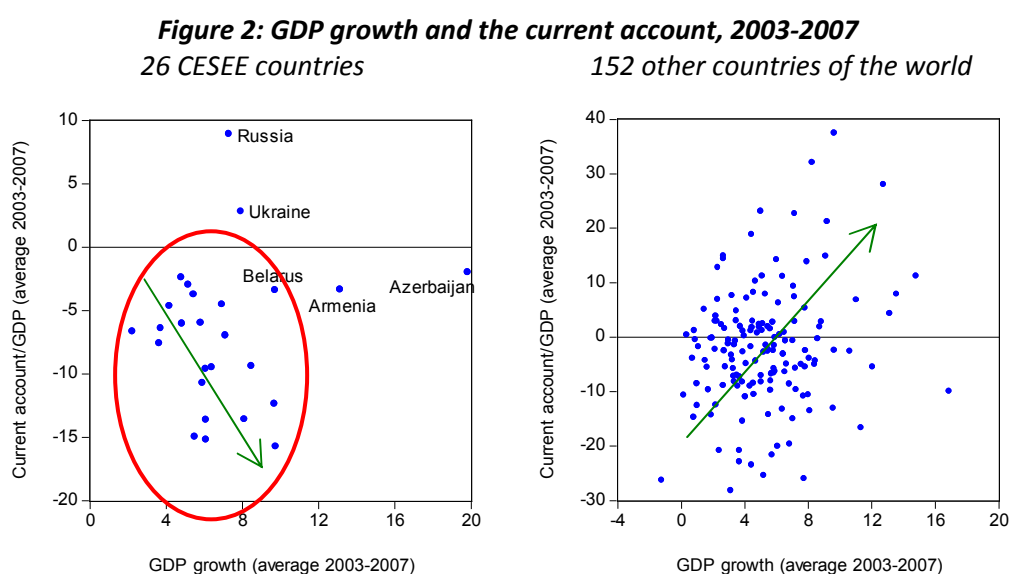 Figure 2: GDP growth and the current account, 2003-2007
26 CESEE countries
152 other countries of the world
Current account/GDP (average 2003-2007)
10
5
0
-5
-10
-15
-20
Russia
Ukraine
Belarus
Armenia
Azerbaijan
0 4 8 12 16 20
GDP growth (average 2003-2007)
Current account/GDP (average 2003-2007)
40
30
20
10
0
-10
-20
-30
-4 0 4 8 12 16 20
GDP growth (average 2003-2007)